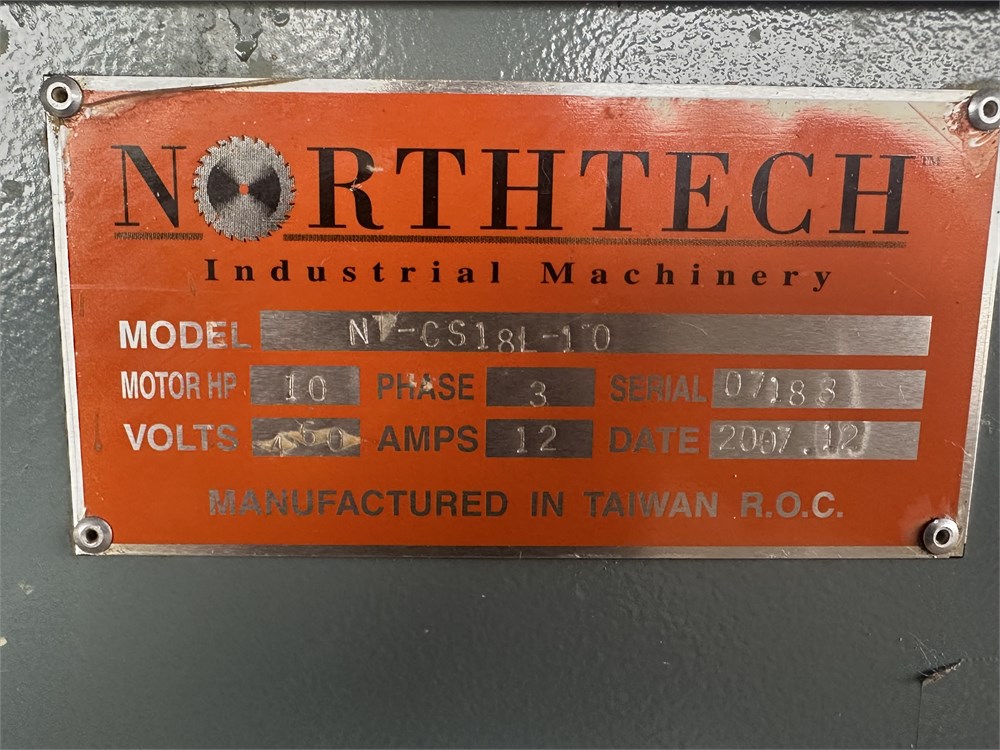 NORTHTECH™
Industrial Machinery
MODEL NT-CS18L-10
MOTOR HP 10 PHASE 3 SERIAL 07183
VOLTS 460 AMPS 12 DATE 2007.12
MANUFACTURED IN TAIWAN R.O.C.